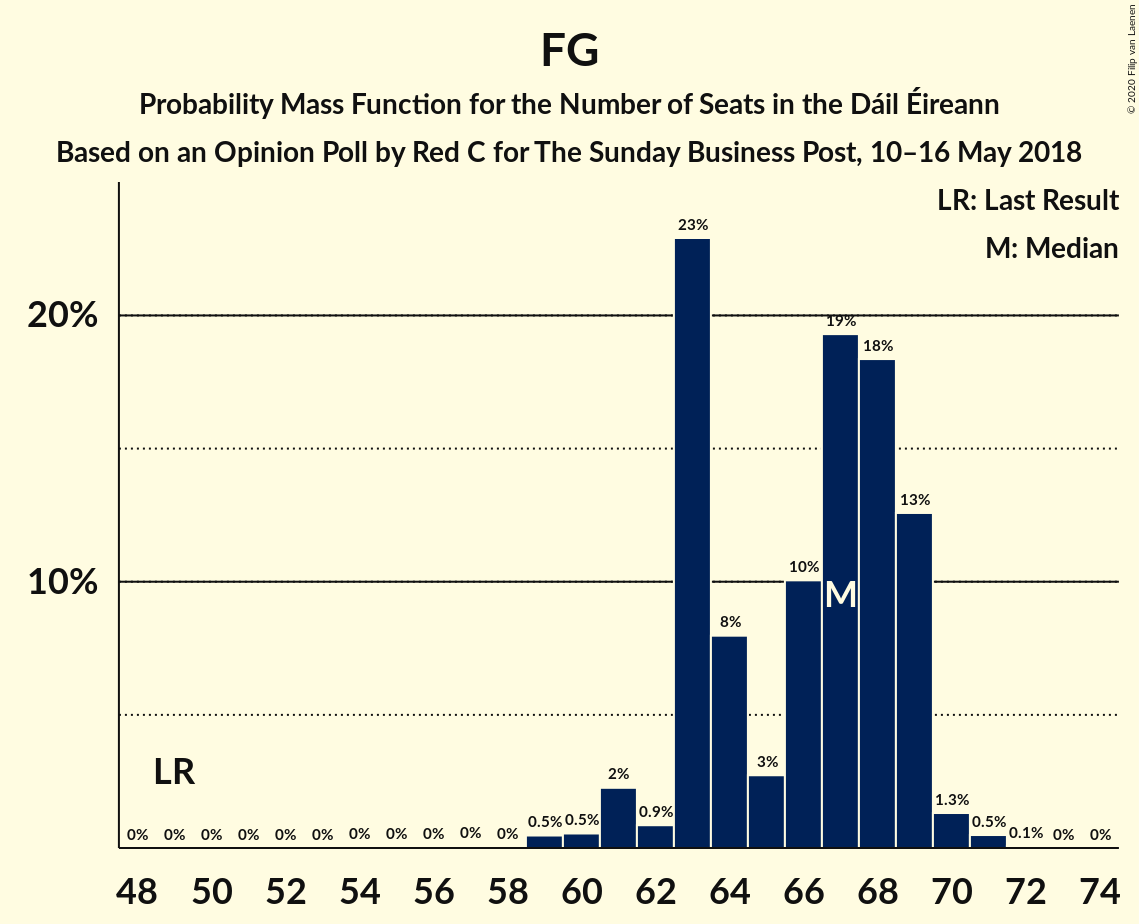 FG
Probability Mass Function for the Number of Seats in the Dáil Éireann
Based on an Opinion Poll by Red C for The Sunday Business Post, 10–16 May 2018
© 2020 Filip van Laenen
LR: Last Result
M: Median
20%
10%
LR
M
0% 0% 0% 0% 0% 0% 0% 0% 0% 0% 0% 0.5% 0.5% 2% 0.9% 23% 8% 3% 10% 19% 18% 13% 1.3% 0.5% 0.1% 0% 0%
48 50 52 54 56 58 60 62 64 66 68 70 72 74